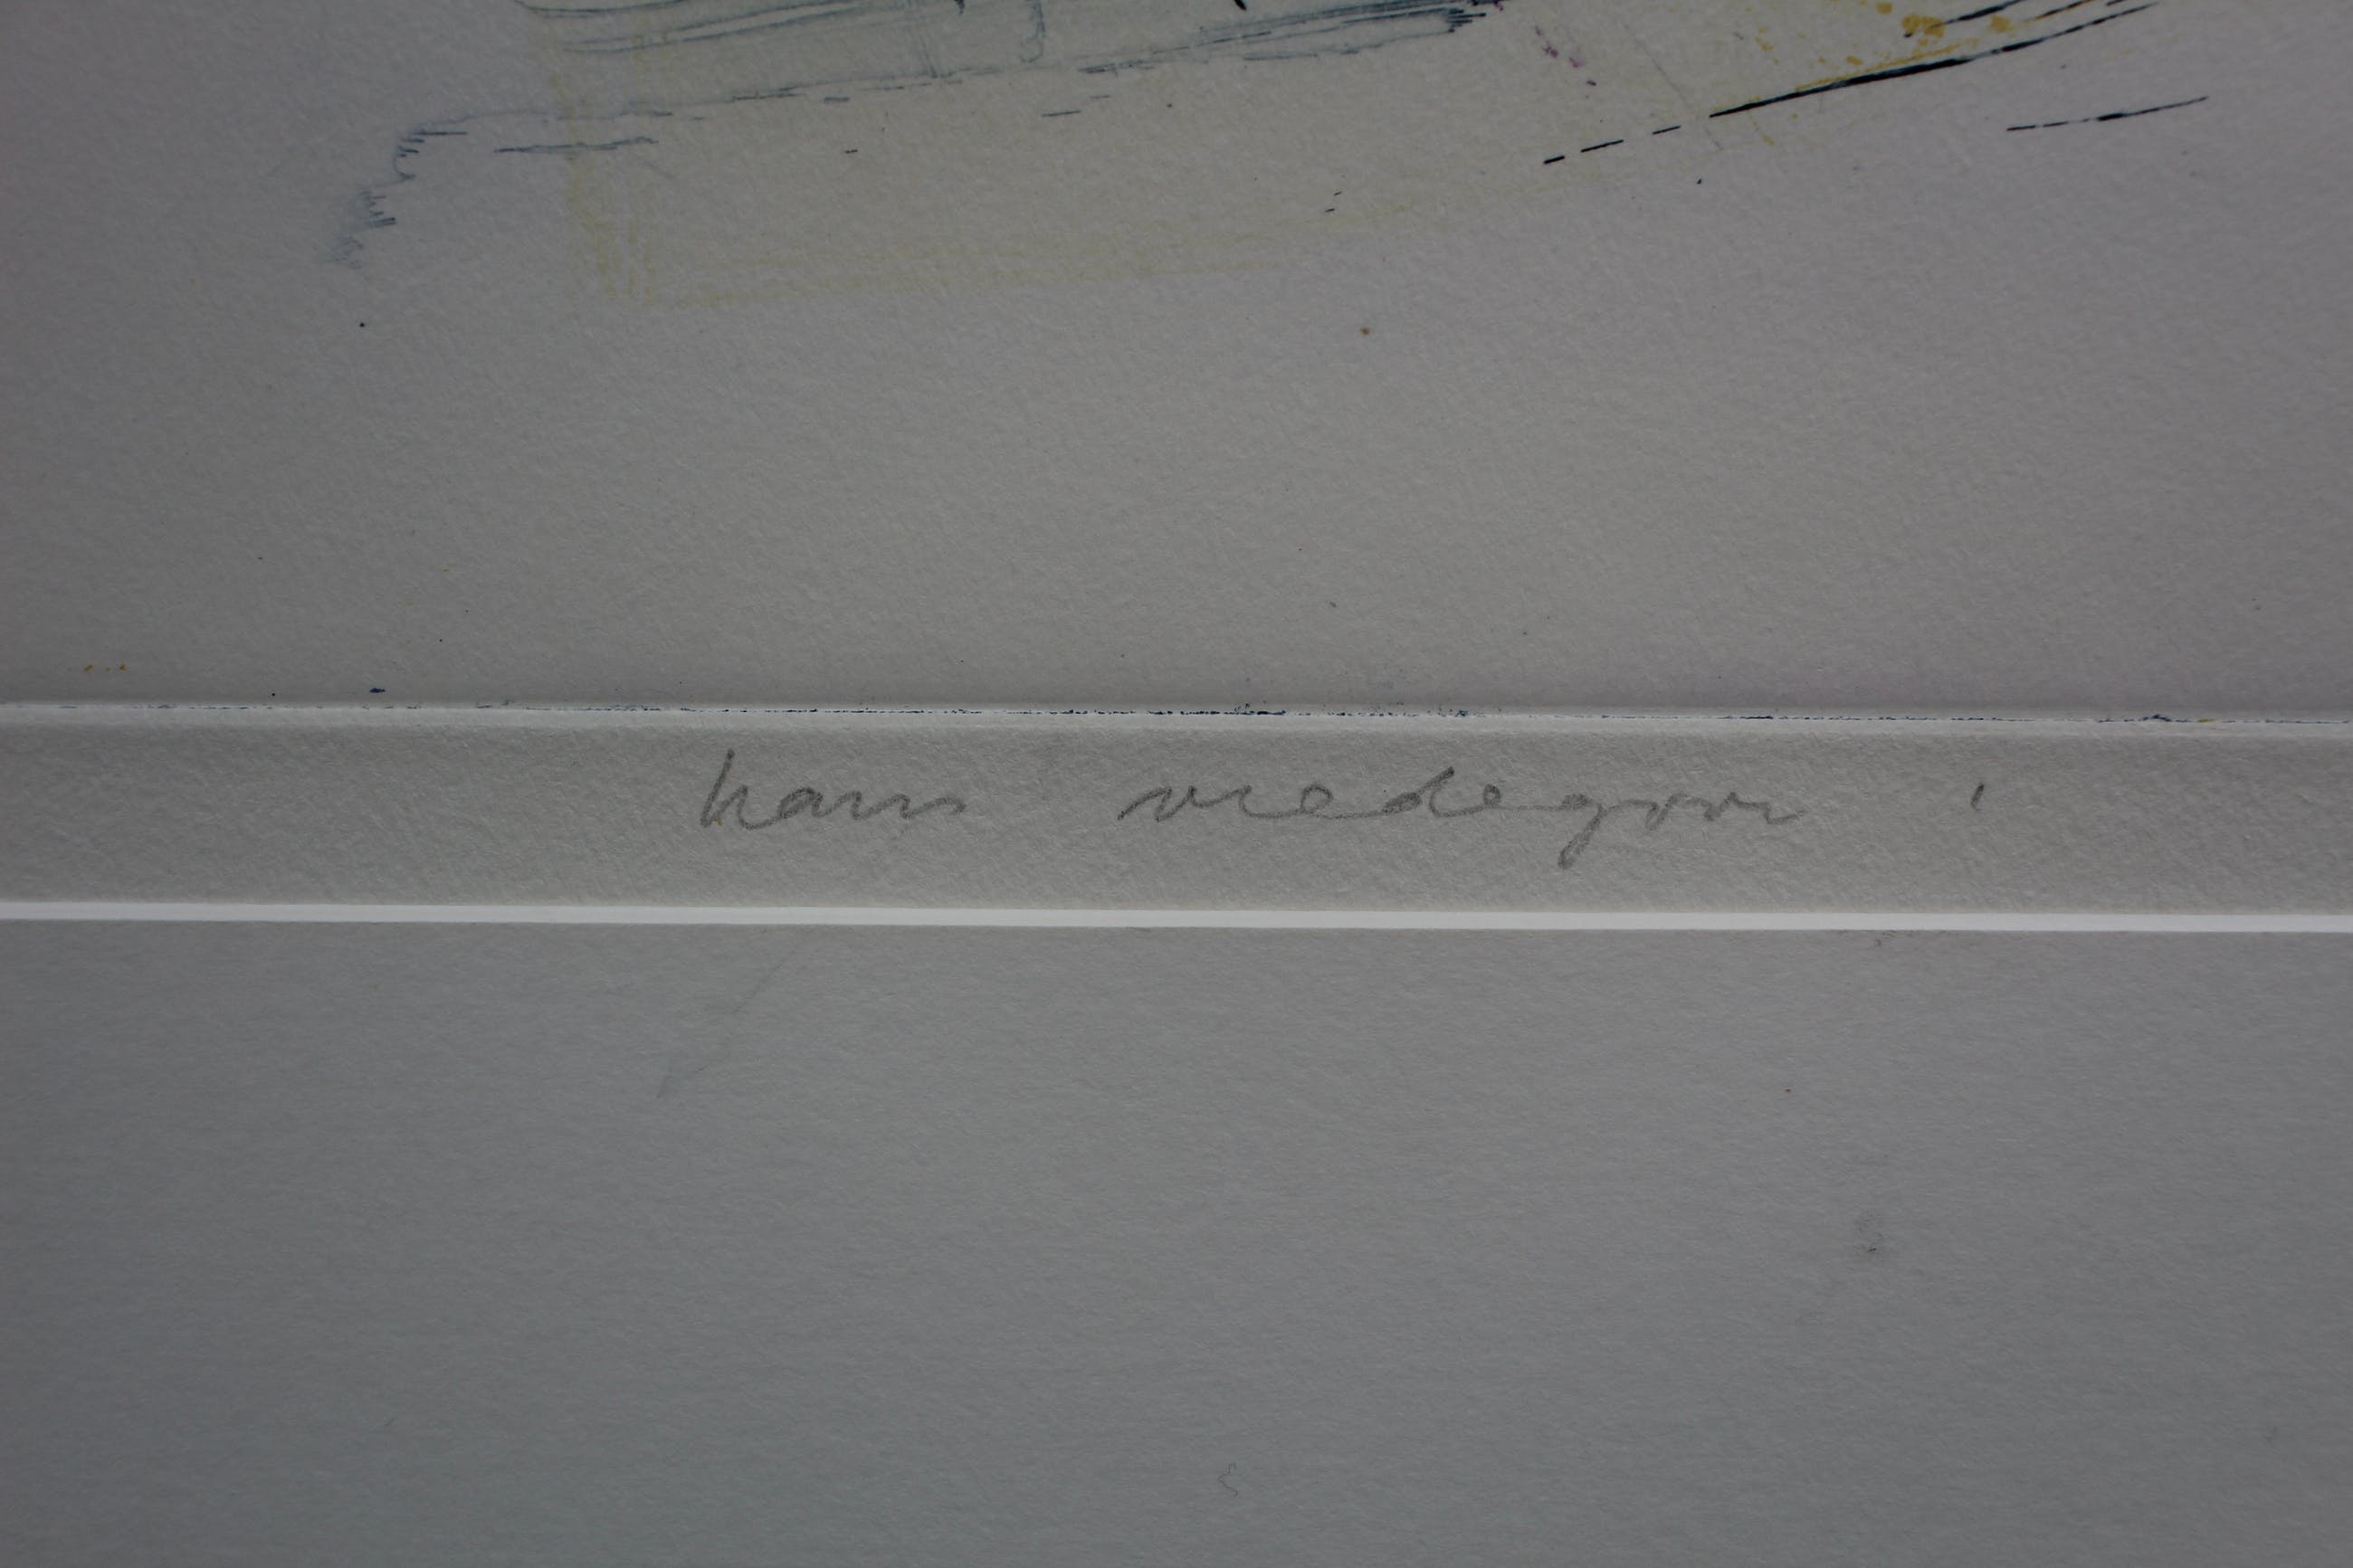 hans vredegoor '